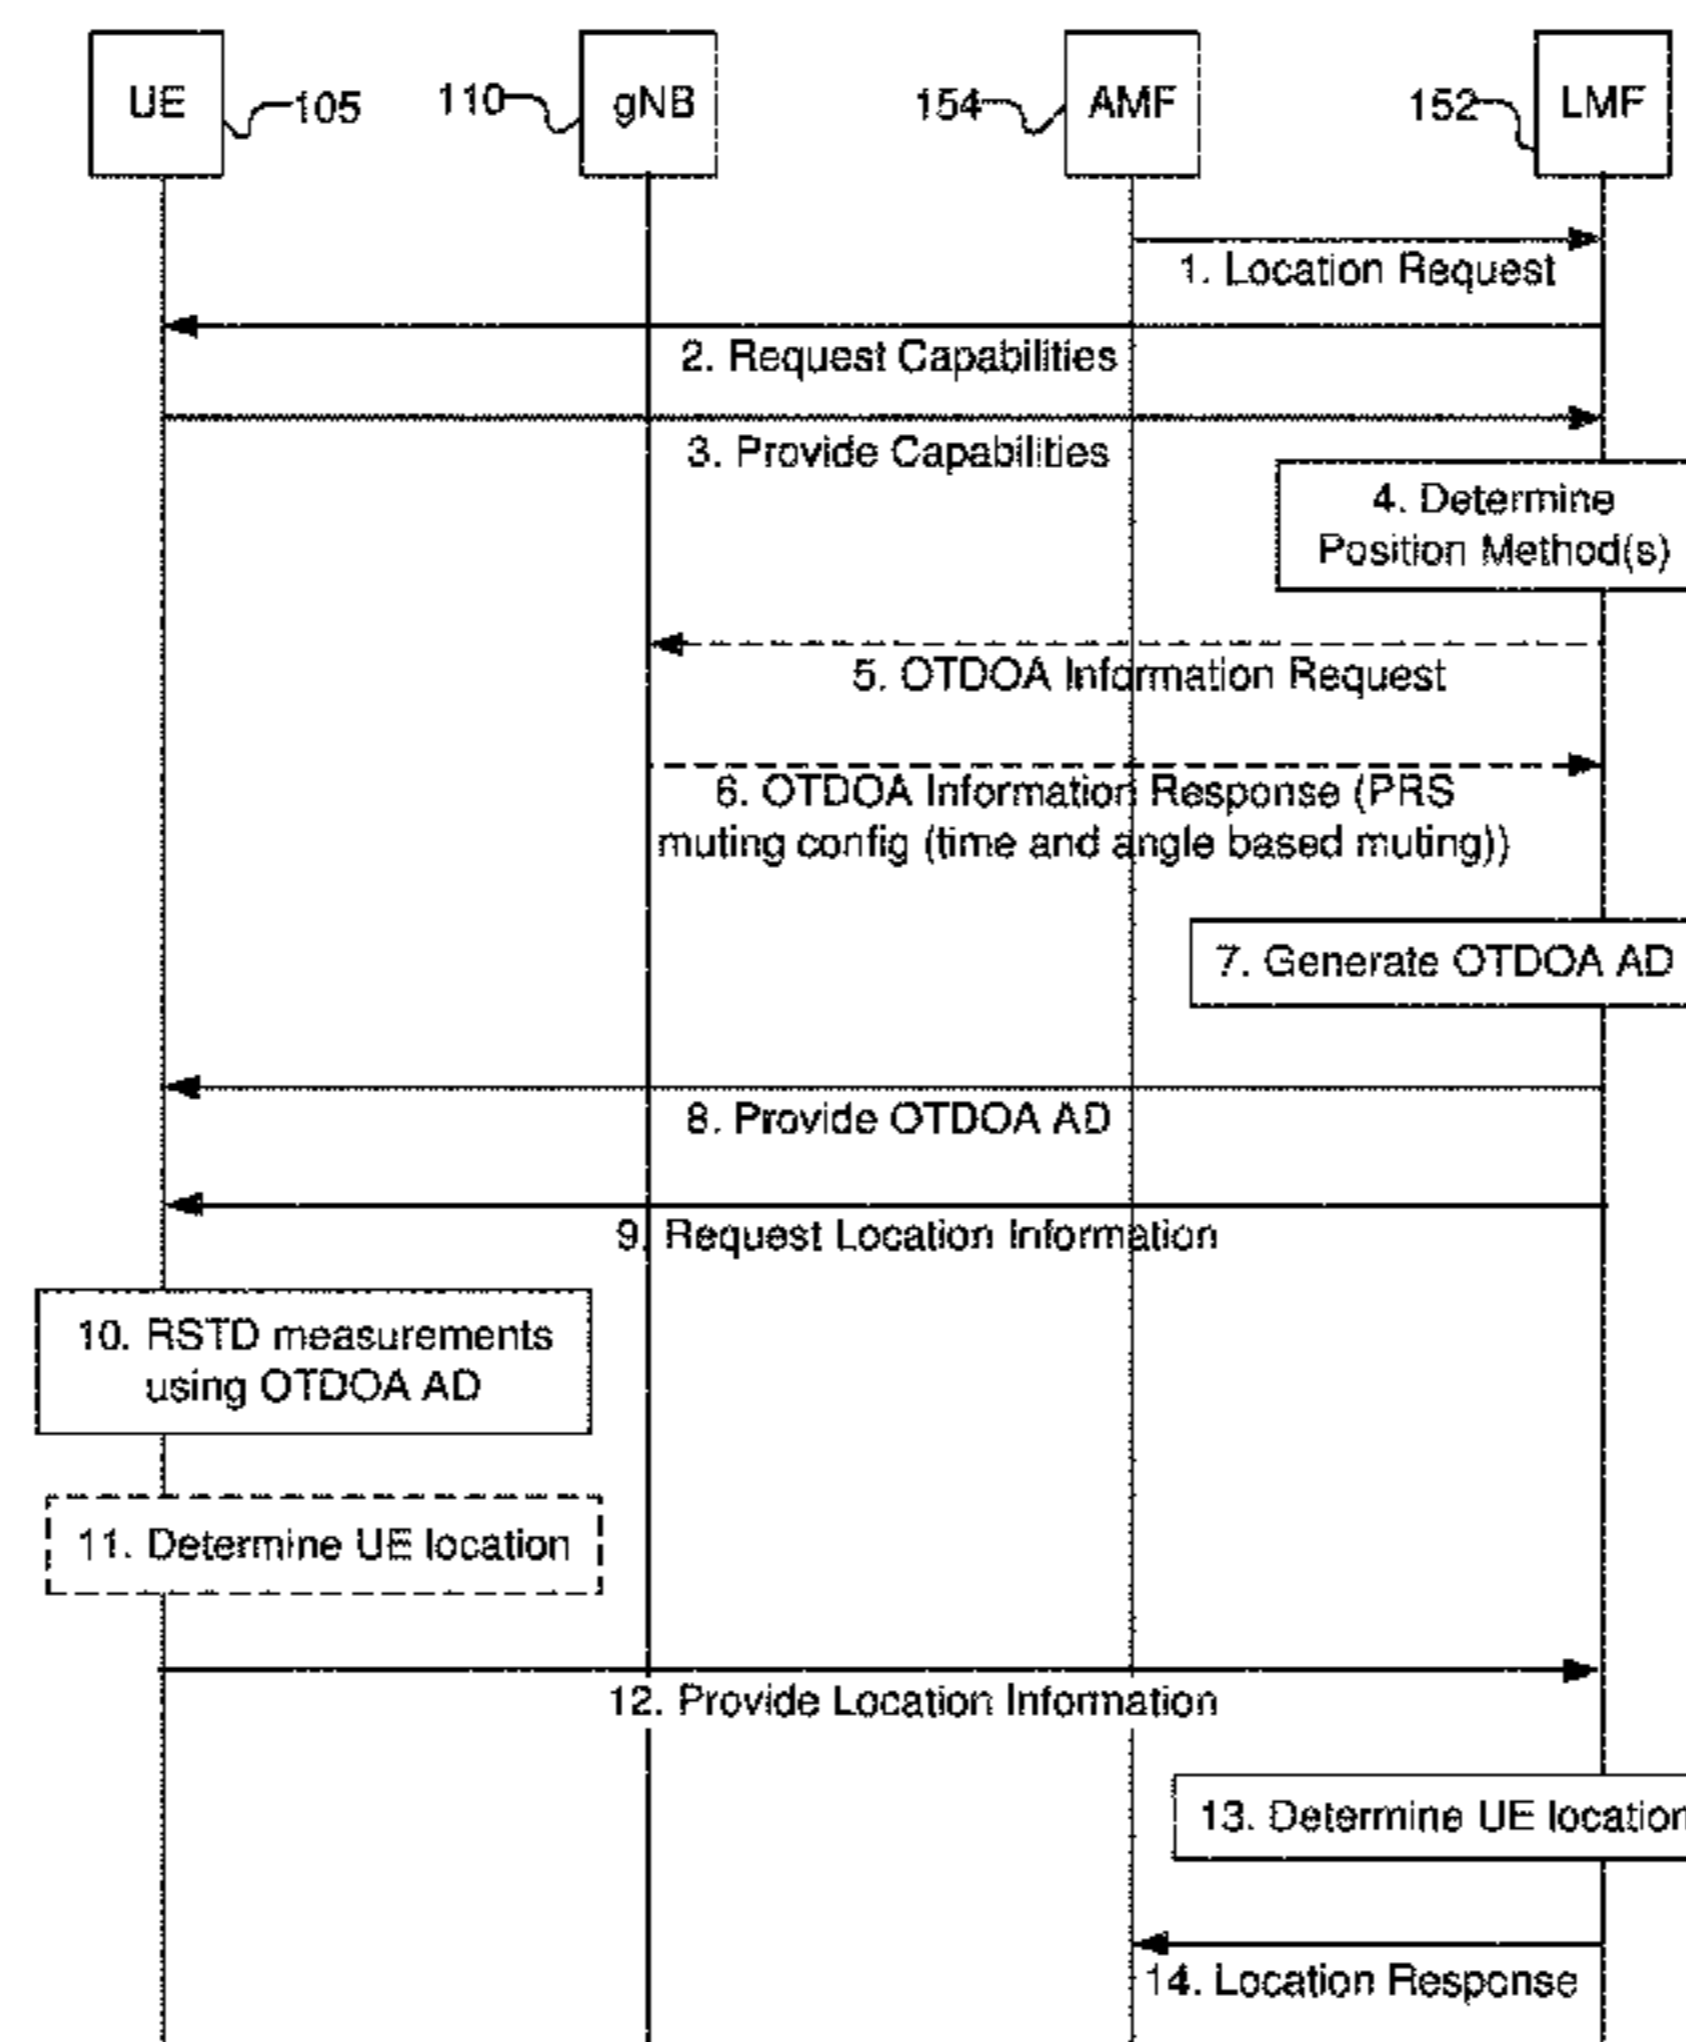 UE
105
110
gNB
154
AMF
152
LMF
1. Location Request
2. Request Capabilities
3. Provide Capabilities
4. Determine
Position Method(s)
5. OTDOA Information Request
6. OTDOA Information Response (PRS
muting config (time and angle based muting))
7. Generate OTDOA AD
8. Provide OTDOA AD
9. Request Location Information
10. RSTD measurements
using OTDOA AD
11. Determine UE location
12. Provide Location Information
13. Determine UE location
14. Location Response